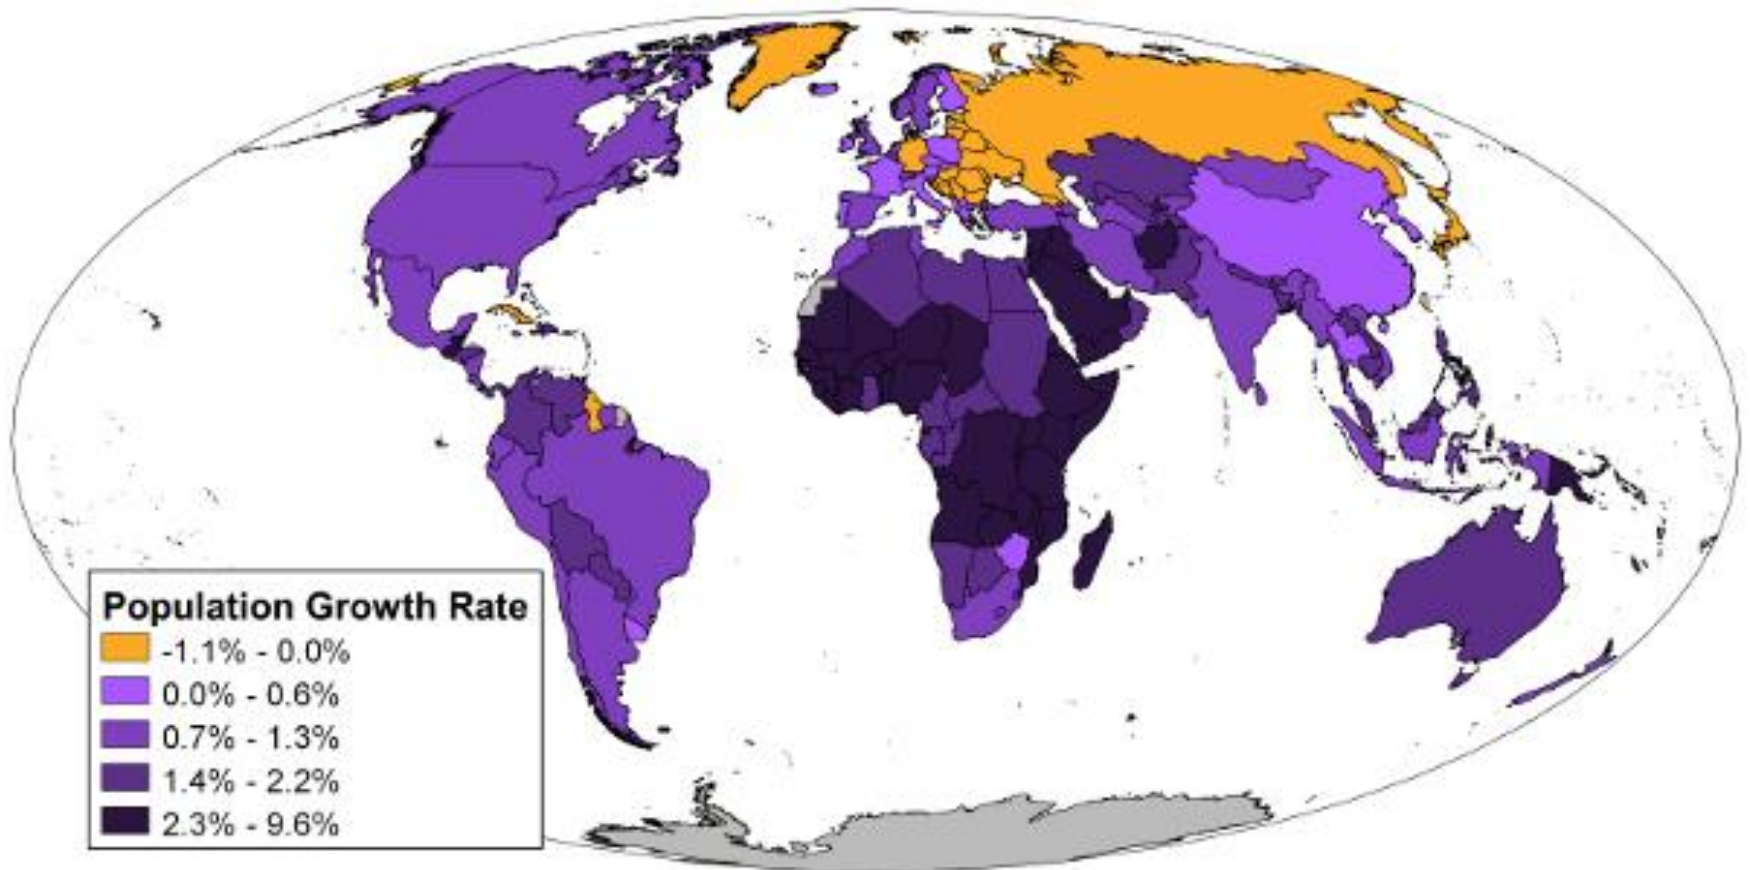 Population Growth Rate
-1.1% - 0.0%
0.0% - 0.6%
0.7% - 1.3%
1.4% - 2.2%
2.3% - 9.6%